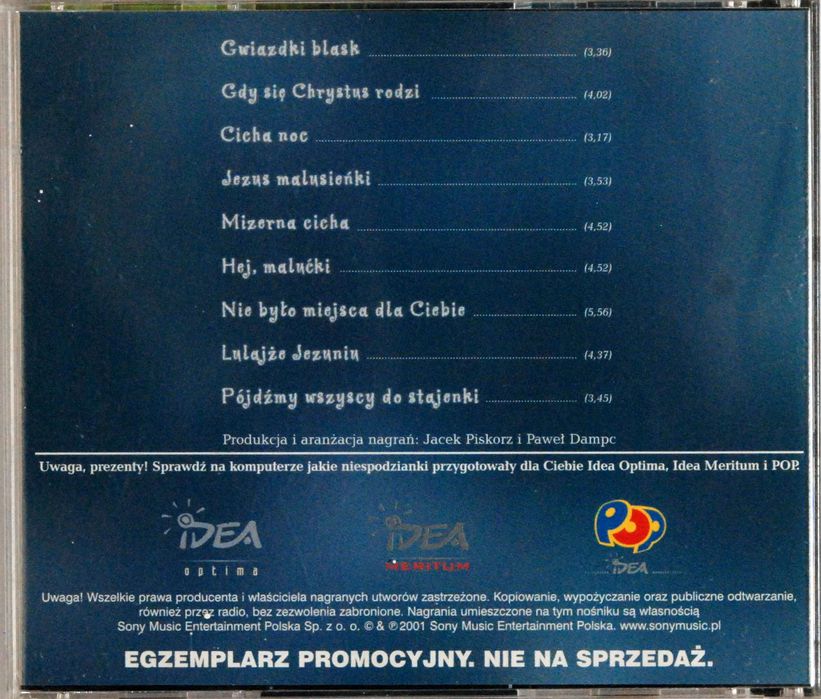 Gwiazdki blask (3,36)
Gdy się Chrystus rodzi (4,02)
Cicha noc (3,17)
Jezus malusieńki (3,53)
Mizerna cicha (4,52)
Hej, malućki (4,52)
Nie było miejsca dla Ciebie (5,56)
Lulajże Jezuniu (4,37)
Pójdźmy wszyscy do stajenki (3,45)
Produkcja i aranżacja nagrań: Jacek Piskorz i Paweł Dampc
Uwaga, prezenty! Sprawdź na komputerze jakie niespodzianki przygotowały dla Ciebie Idea Optima, Idea Meritum i POP.
iDEA iDEA POP
optima MERITUM iDEA
Uwaga! Wszelkie prawa producenta i właściciela nagranych utworów zastrzeżone. Kopiowanie, wypożyczanie oraz publiczne odtwarzanie,
również przez radio, bez zezwolenia zabronione. Nagrania umieszczone na tym nośniku są własnością
Sony Music Entertainment Polska Sp. z o. o. © & ℗2001 Sony Music Entertainment Polska. www.sonymusic.pl
EGZEMPLARZ PROMOCYJNY. NIE NA SPRZEDAŻ.